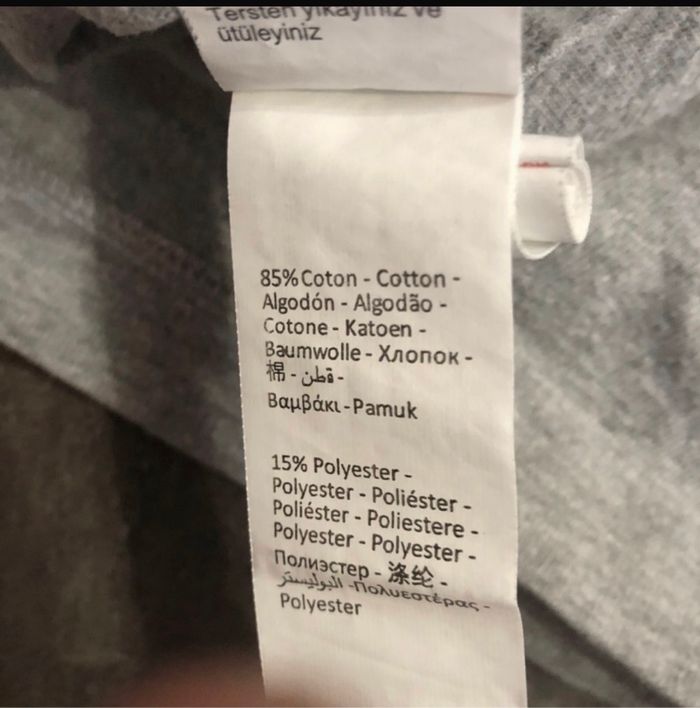 Tersten yıkayınız ve
ütüleyiniz
85% Coton - Cotton -
Algodón - Algodão -
Cotone - Katoen -
Baumwolle - Хлопок -
棉 - قطن -
Βαμβάκι - Pamuk
15% Polyester -
Polyester - Poliéster -
Poliéster - Poliestere -
Polyester - Polyester -
Полиэстер - 涤纶 -
البوليستر - Πολυεστέρας -
Polyester